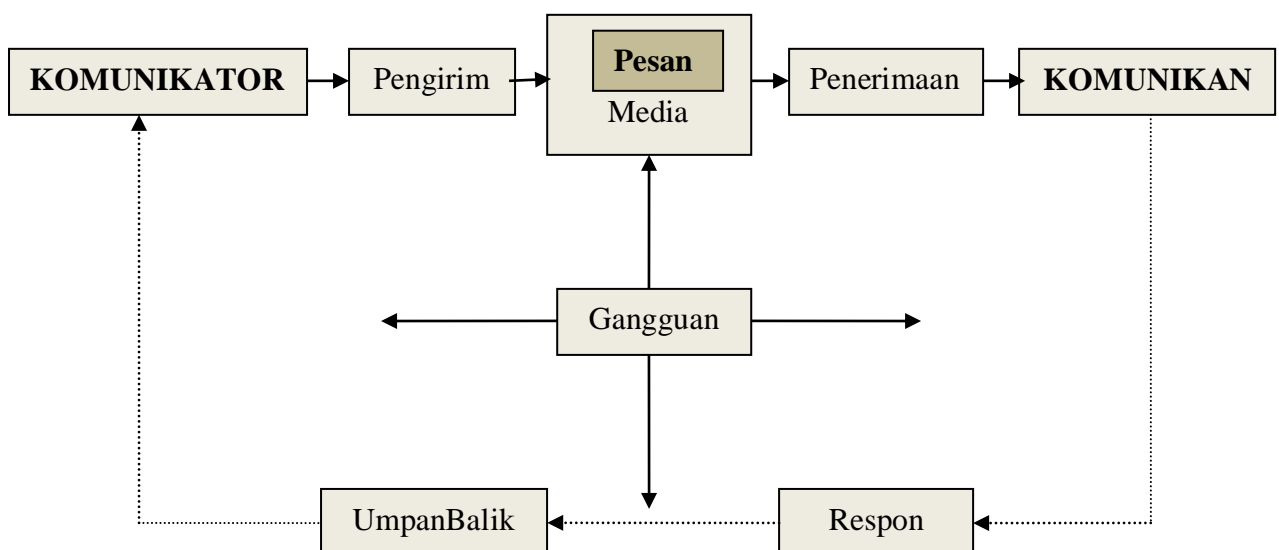 KOMUNIKATOR
Pengirim
Pesan
Media
Penerimaan
KOMUNIKAN
Gangguan
UmpanBalik
Respon